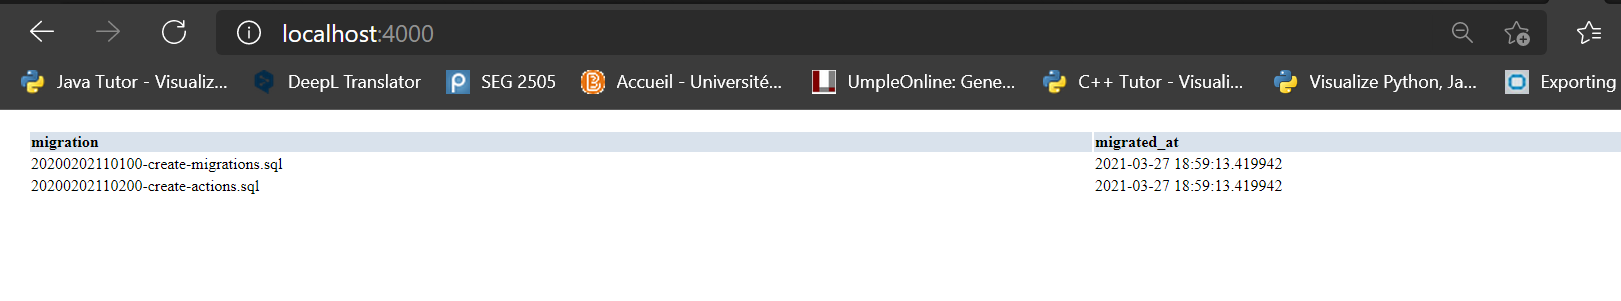 localhost:4000
Java Tutor - Visualiz... DeepL Translator SEG 2505 Accueil - Université... UmpleOnline: Gene... C++ Tutor - Visuali... Visualize Python, Ja... Exporting
migration migrated_at
20200202110100-create-migrations.sql 2021-03-27 18:59:13.419942
20200202110200-create-actions.sql 2021-03-27 18:59:13.419942